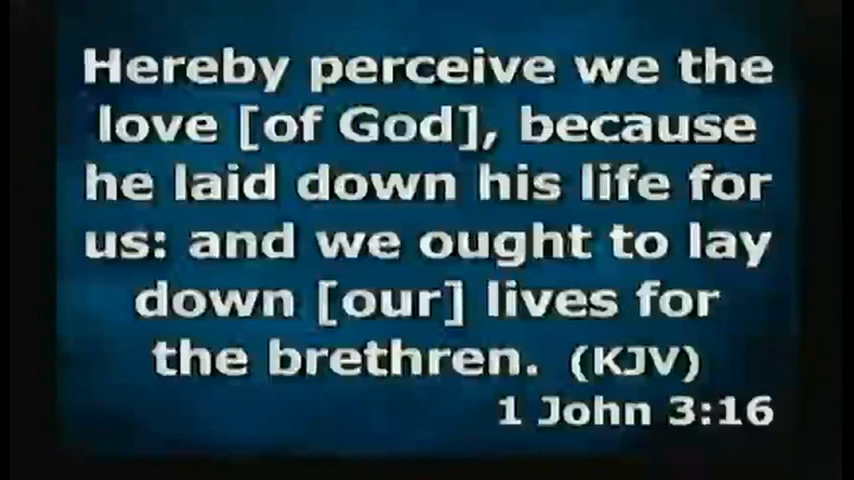 Hereby perceive we the
love [of God], because
he laid down his life for
us: and we ought to lay
down [our] lives for
the brethren. (KJV)
1 John 3:16